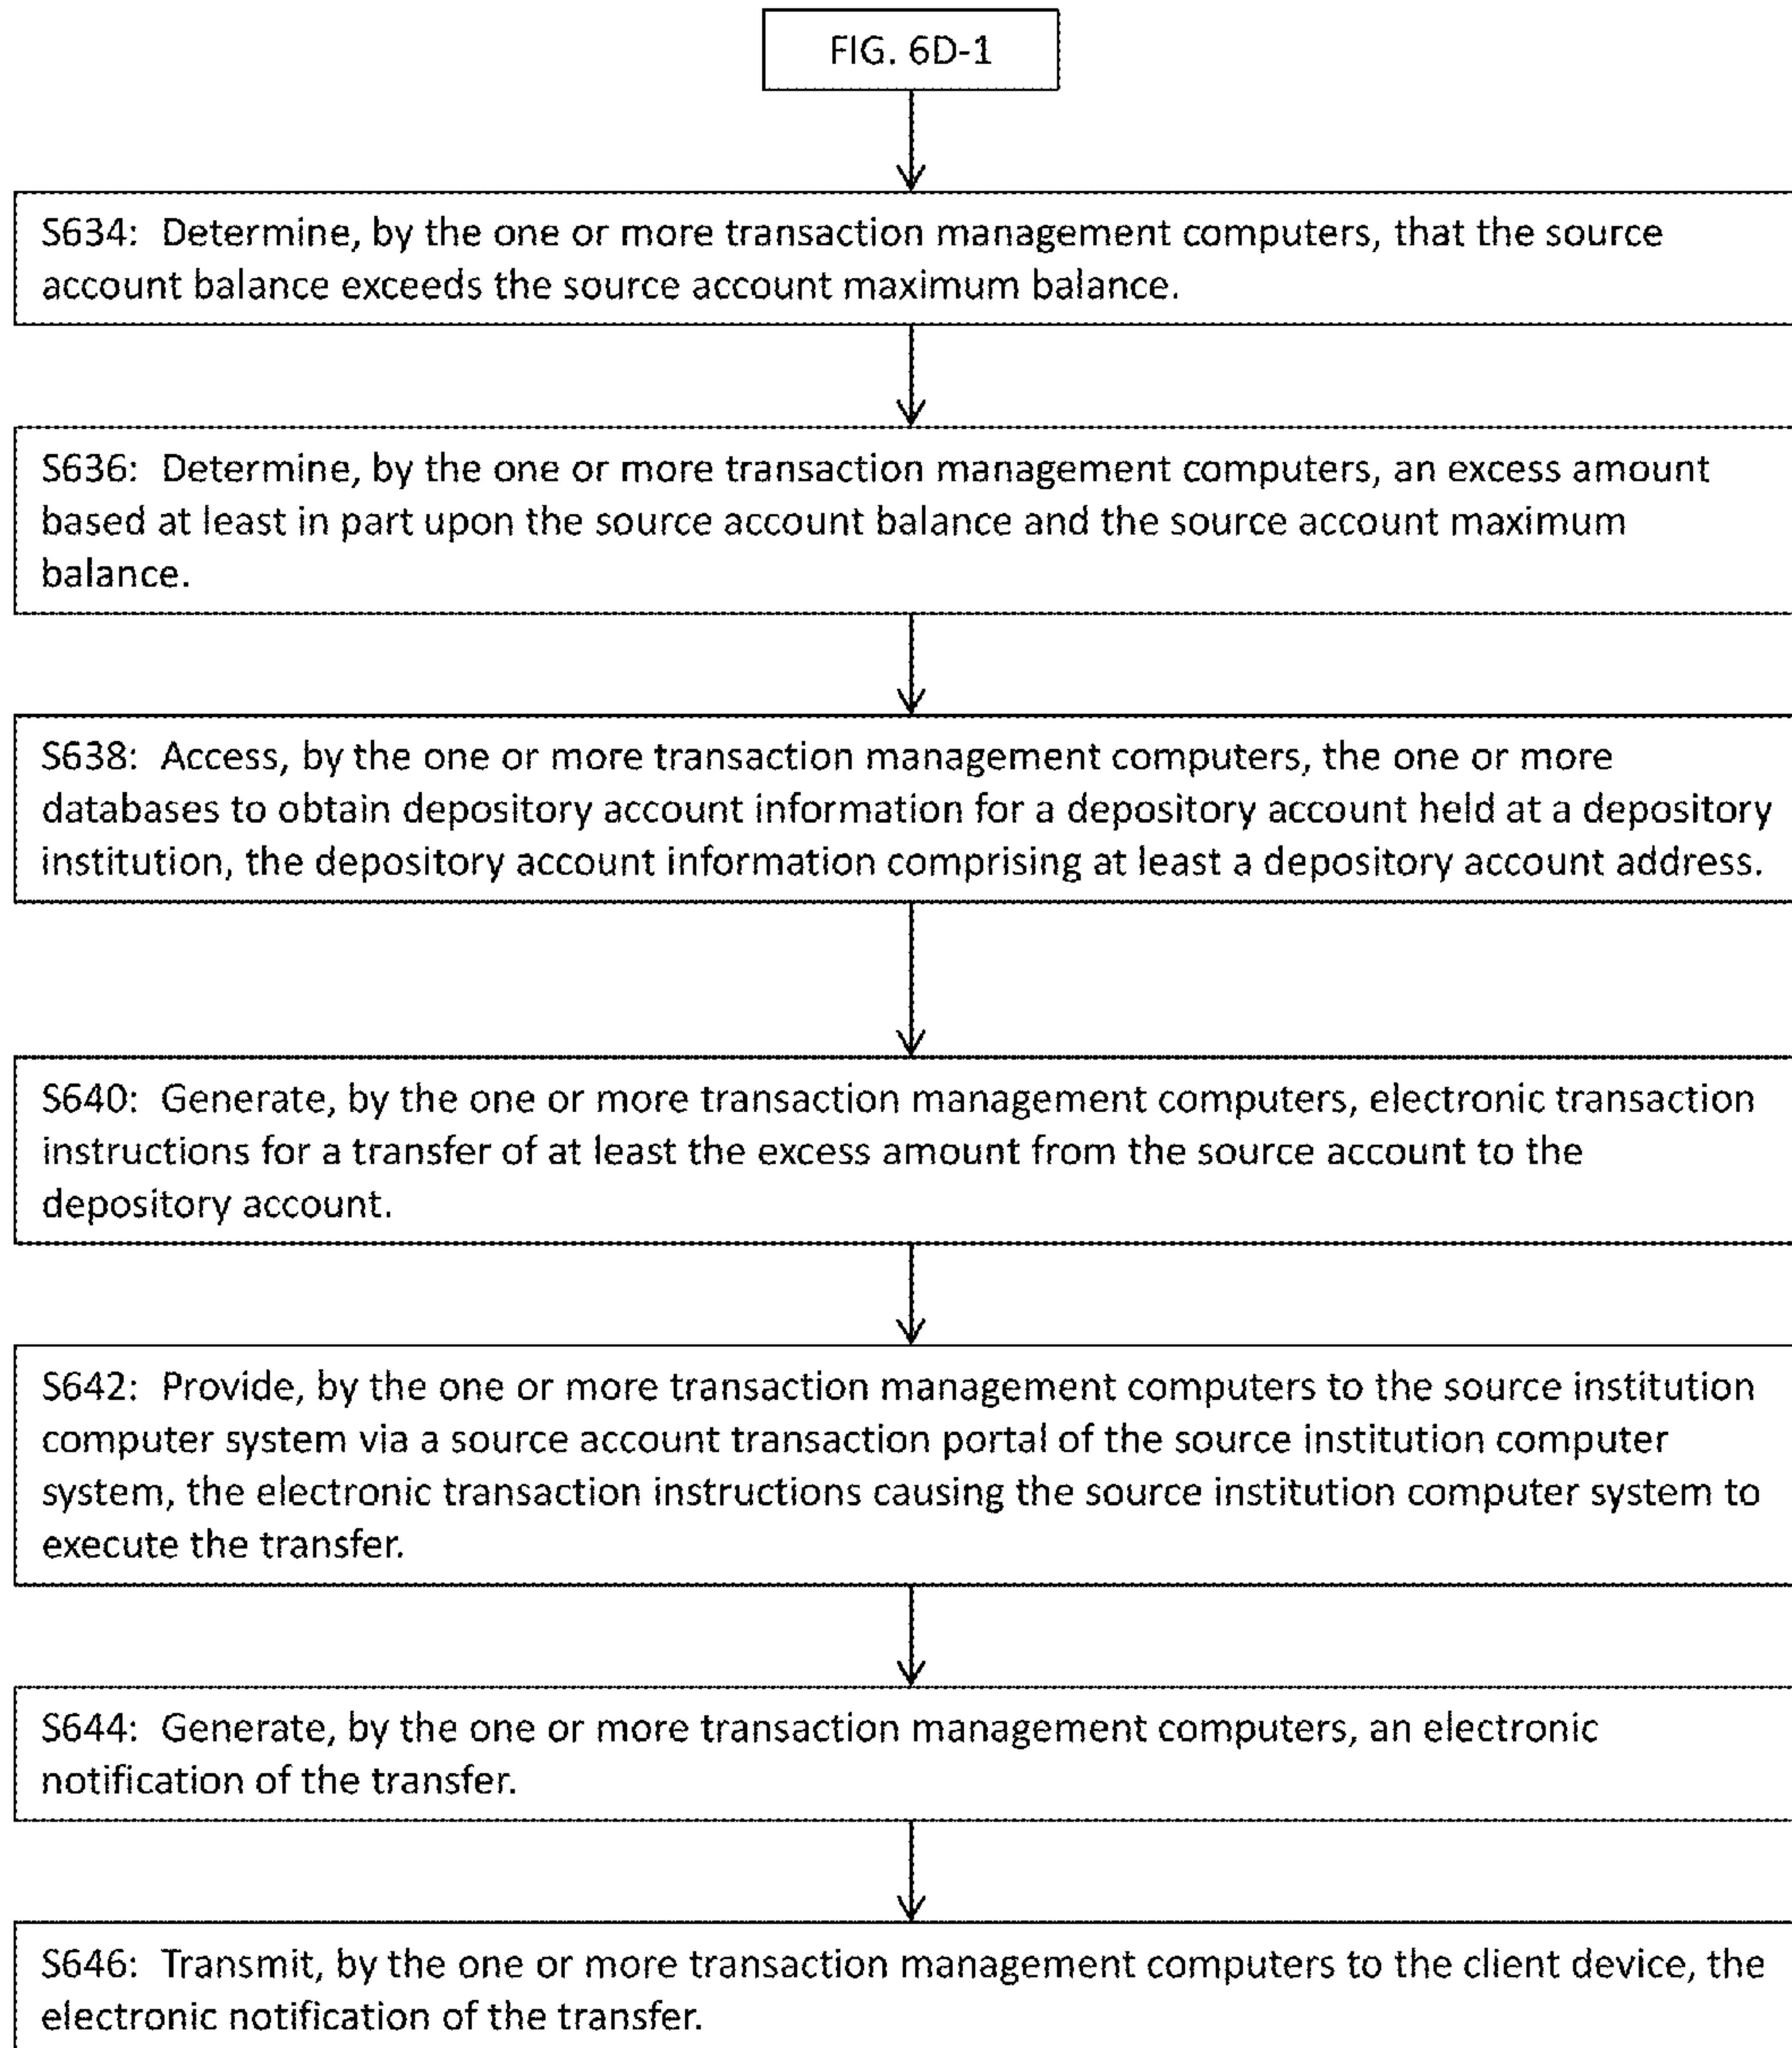 FIG. 6D-1
S634: Determine, by the one or more transaction management computers, that the source
account balance exceeds the source account maximum balance.
S636: Determine, by the one or more transaction management computers, an excess amount
based at least in part upon the source account balance and the source account maximum
balance.
S638: Access, by the one or more transaction management computers, the one or more
databases to obtain depository account information for a depository account held at a depository
institution, the depository account information comprising at least a depository account address.
S640: Generate, by the one or more transaction management computers, electronic transaction
instructions for a transfer of at least the excess amount from the source account to the
depository account.
S642: Provide, by the one or more transaction management computers to the source institution
computer system via a source account transaction portal of the source institution computer
system, the electronic transaction instructions causing the source institution computer system to
execute the transfer.
S644: Generate, by the one or more transaction management computers, an electronic
notification of the transfer.
S646: Transmit, by the one or more transaction management computers to the client device, the
electronic notification of the transfer.